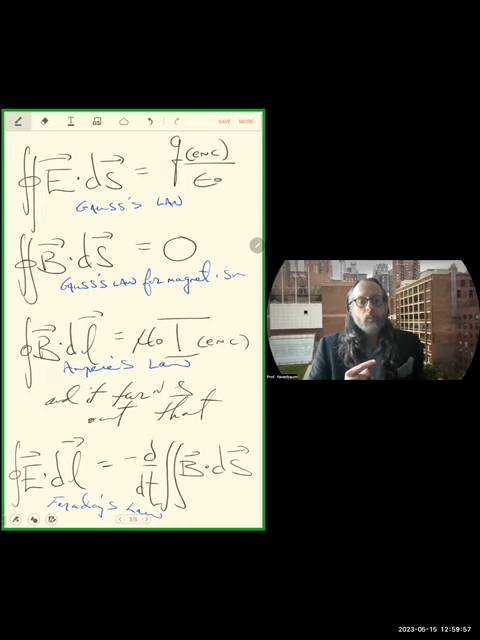 SAVE MORE
∯E⃗·dS⃗ = q(enc)/ε₀
GAUSS'S LAW
∯B⃗·dS⃗ = 0
GAUSS'S LAW for magnetism
∮B⃗·dl⃗ = μ₀I(enc)
Ampere's Law
and it turns
out that
∮E⃗·dl⃗ = -d/dt ∬B⃗·dS⃗
Faraday's Law
3/5
Prof. Yaverbaum
2023-05-15 12:59:57